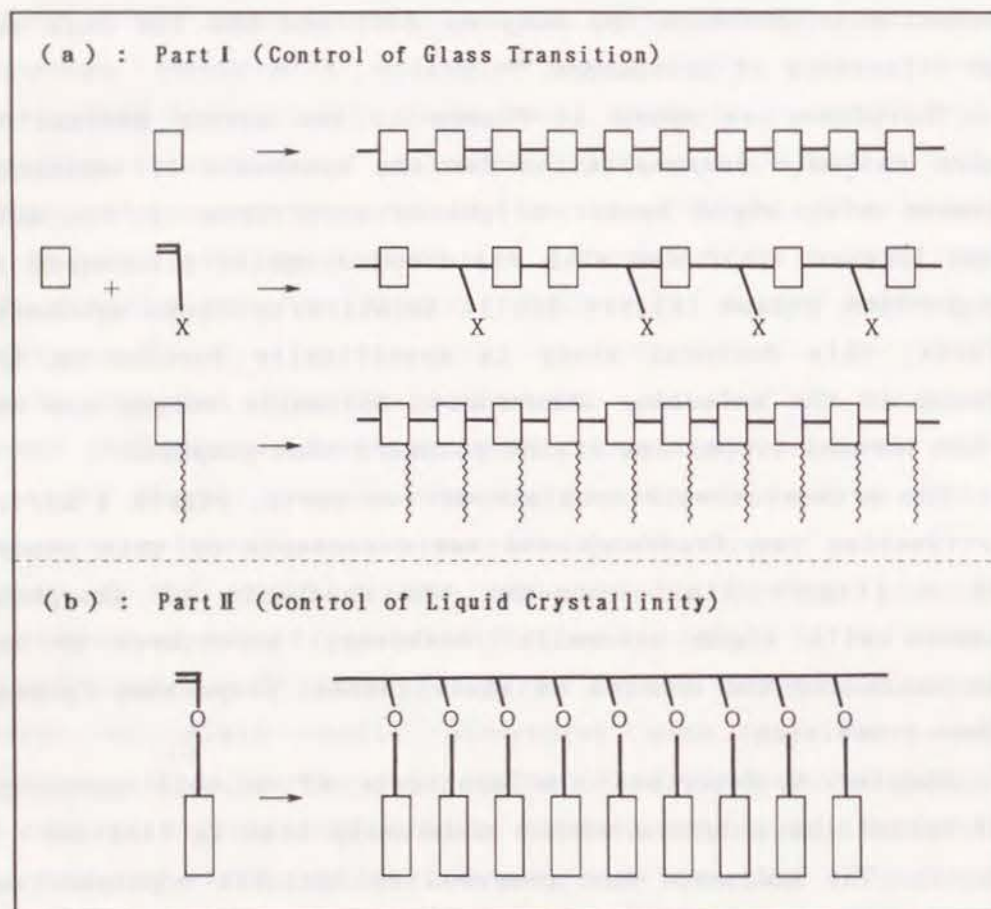 (a) : Part I (Control of Glass Transition)
+
X X X X X
(b) : Part II (Control of Liquid Crystallinity)
O O O O O O O O O O